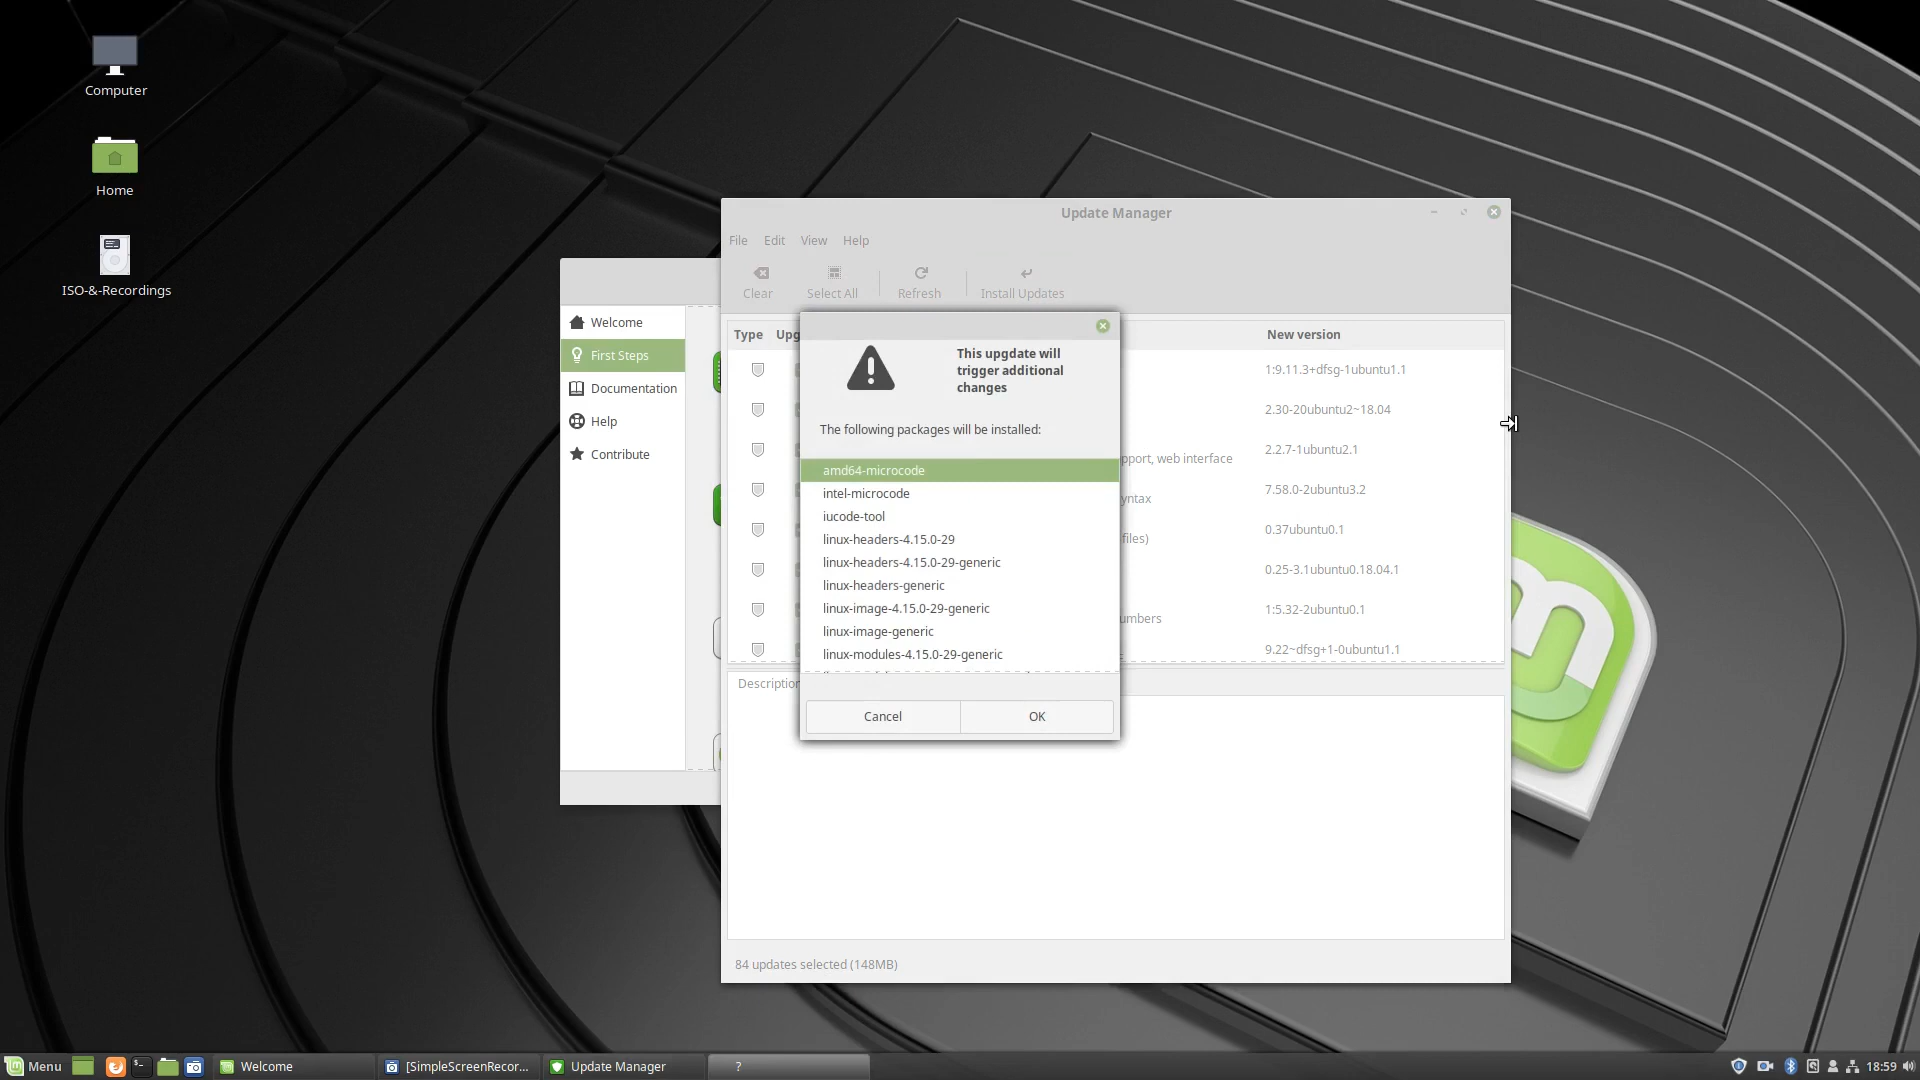 Computer
Home
ISO-&-Recordings
Update Manager
File Edit View Help
Clear Select All Refresh Install Updates
Welcome
First Steps
Documentation
Help
Contribute
Type Upg New version
1:9.11.3+dfsg-1ubuntu1.1
2.30-20ubuntu2~18.04
2.2.7-1ubuntu2.1
pport, web interface
7.58.0-2ubuntu3.2
yntax
0.37ubuntu0.1
files)
0.25-3.1ubuntu0.18.04.1
1:5.32-2ubuntu0.1
umbers
9.22~dfsg+1-0ubuntu1.1
This upgdate will
trigger additional
changes
The following packages will be installed:
amd64-microcode
intel-microcode
iucode-tool
linux-headers-4.15.0-29
linux-headers-4.15.0-29-generic
linux-headers-generic
linux-image-4.15.0-29-generic
linux-image-generic
linux-modules-4.15.0-29-generic
Cancel OK
Description
84 updates selected (148MB)
Menu Welcome [SimpleScreenRecor... Update Manager ? 18:59